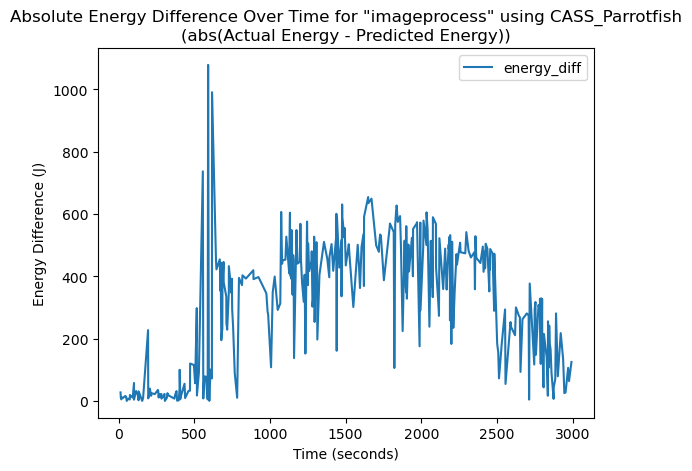 Absolute Energy Difference Over Time for "imageprocess" using CASS_Parrotfish
(abs(Actual Energy - Predicted Energy))
energy_diff
Energy Difference (J)
1000
800
600
400
200
0
0 500 1000 1500 2000 2500 3000
Time (seconds)